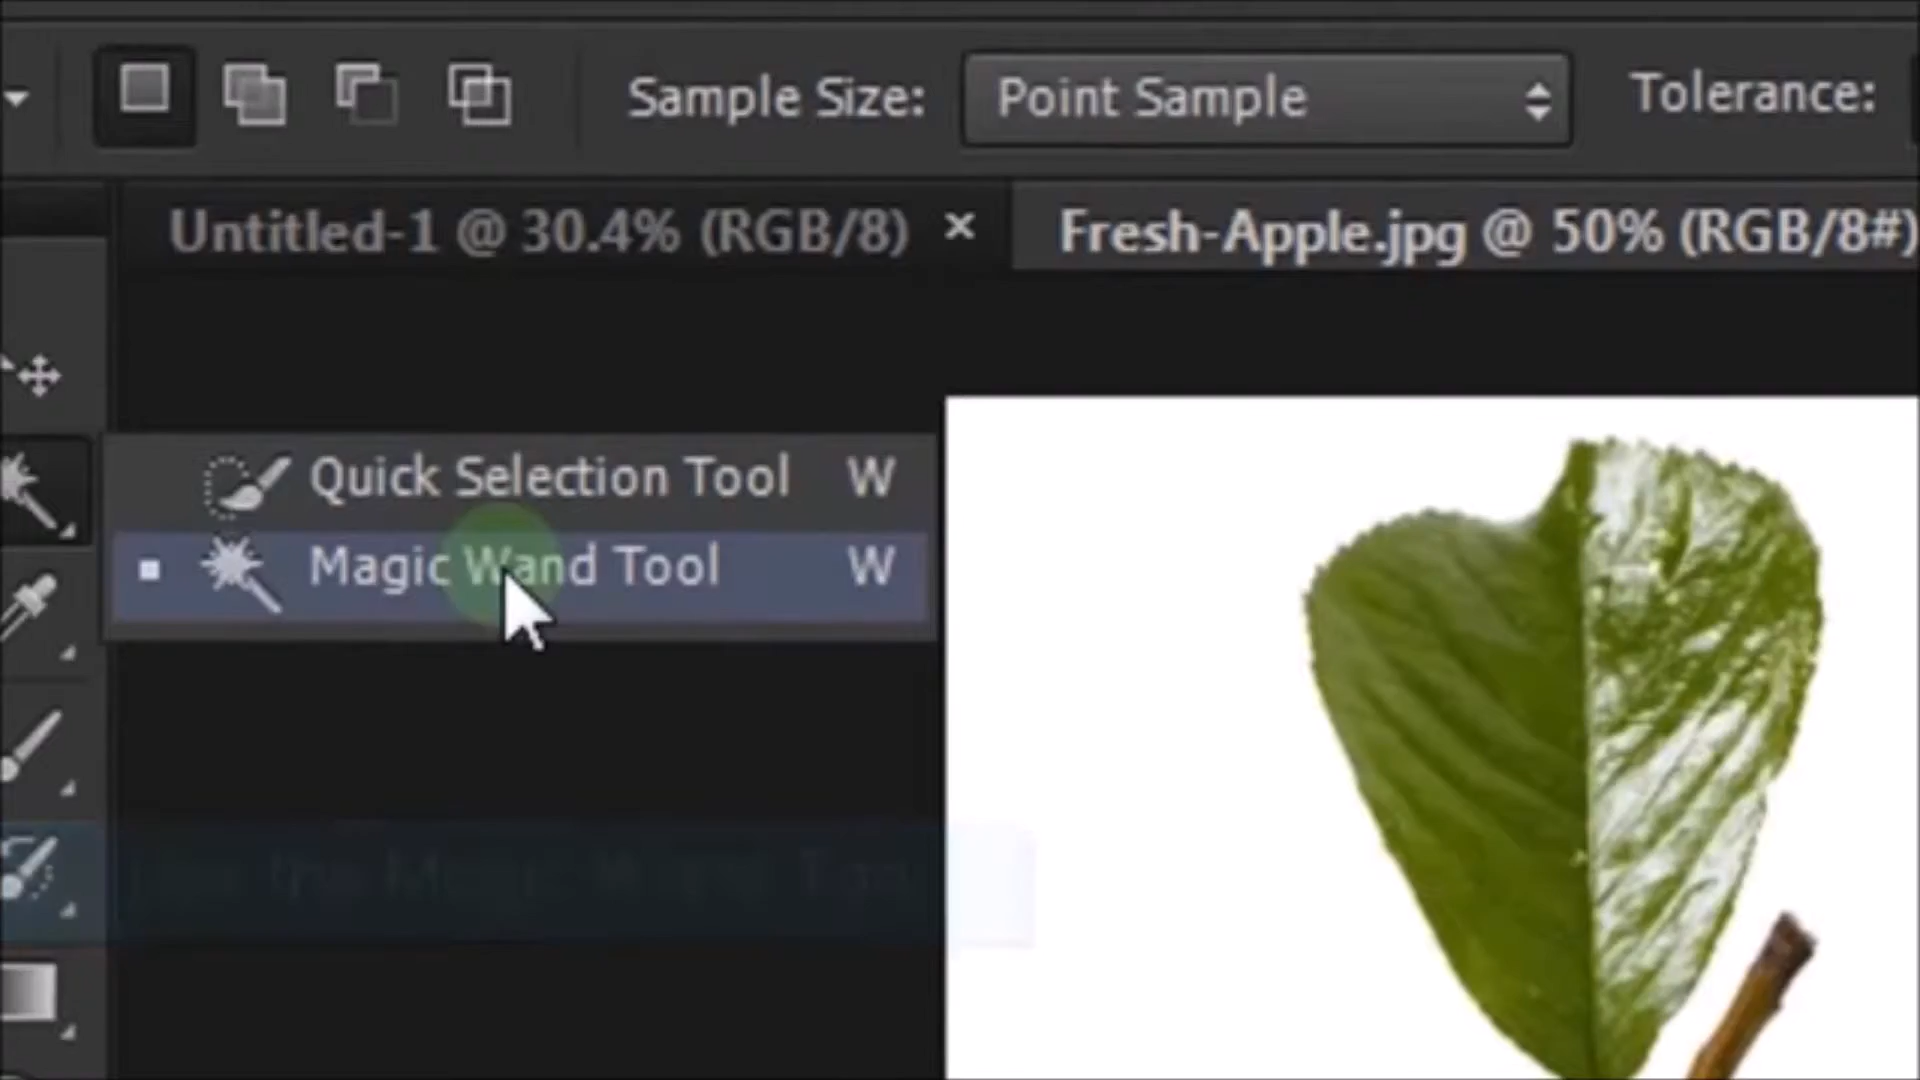 Sample Size: Point Sample Tolerance:
Untitled-1 @ 30.4% (RGB/8) × Fresh-Apple.jpg @ 50% (RGB/8#)
Quick Selection Tool W
Magic Wand Tool W